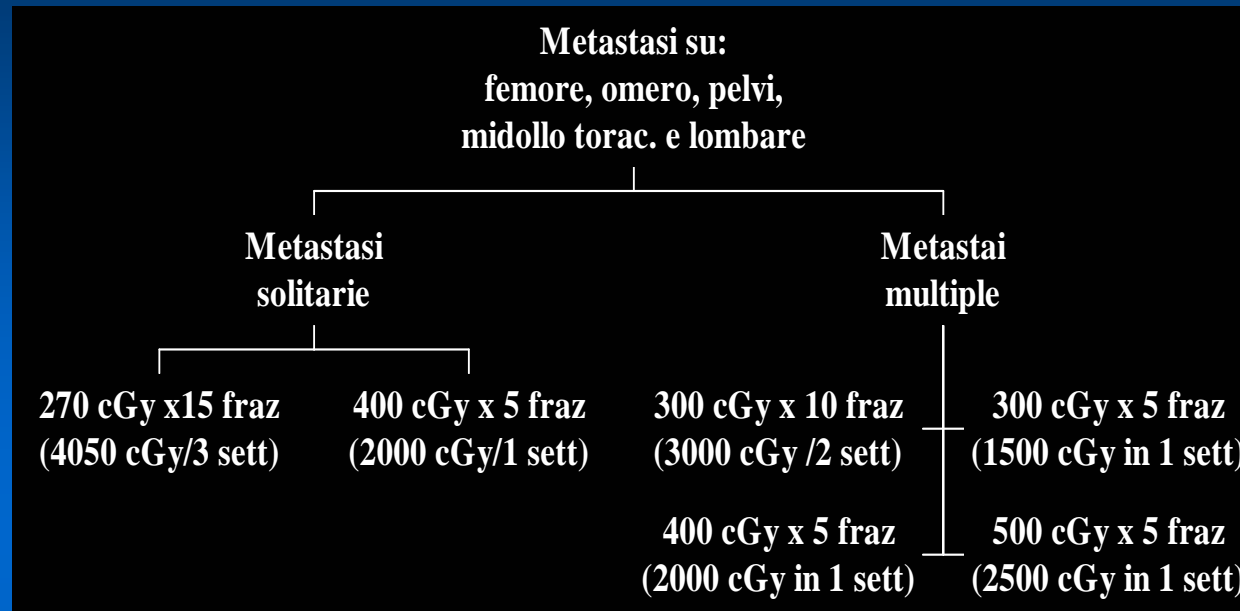 Metastasi su:
femore, omero, pelvi,
midollo torac. e lombare
Metastasi
solitarie
Metastai
multiple
270 cGy x15 fraz
(4050 cGy/3 sett)
400 cGy x 5 fraz
(2000 cGy/1 sett)
300 cGy x 10 fraz
(3000 cGy /2 sett)
300 cGy x 5 fraz
(1500 cGy in 1 sett)
400 cGy x 5 fraz
(2000 cGy in 1 sett)
500 cGy x 5 fraz
(2500 cGy in 1 sett)